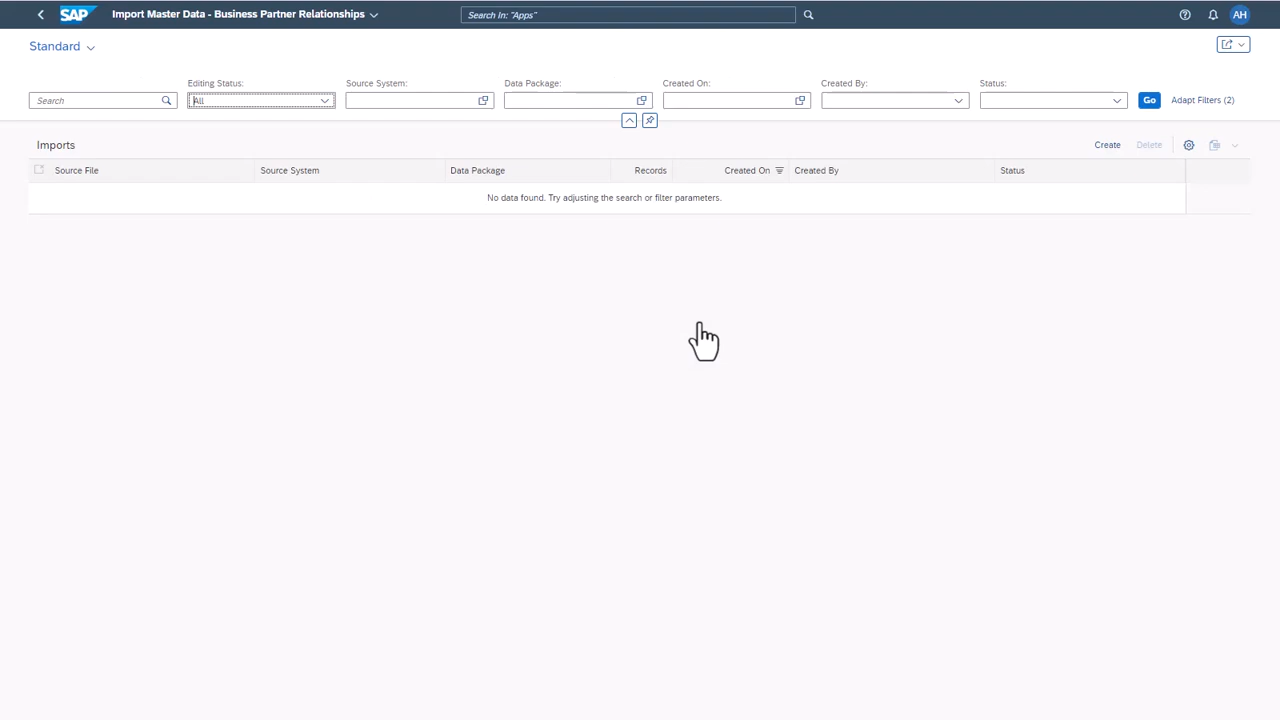 SAP Import Master Data - Business Partner Relationships Search In: "Apps" AH
Standard
Editing Status: Source System: Data Package: Created On: Created By: Status:
Search All Go Adapt Filters (2)
Imports Create Delete
Source File Source System Data Package Records Created On Created By Status
No data found. Try adjusting the search or filter parameters.